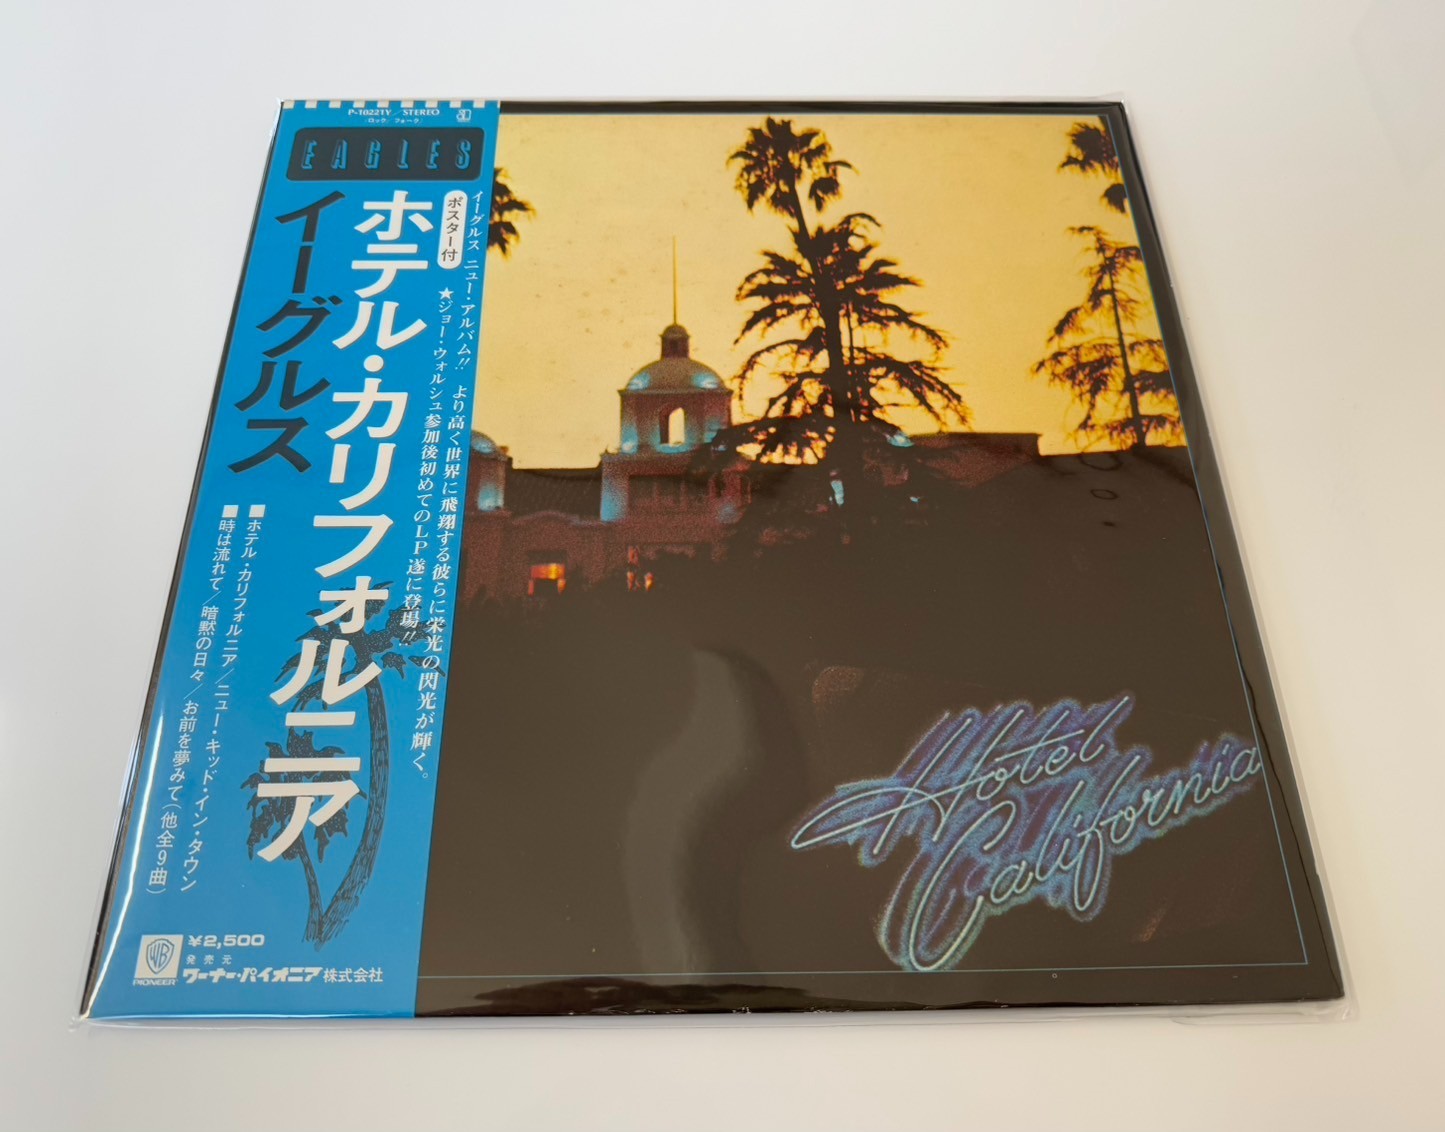 P-10221Y/STEREO
(ロック/フォーク)
EAGLES
イーグルス ニュー・アルバム!! より高く世界に飛翔する彼らに栄光の閃光が輝く。
ポスター付
★ジョー・ウォルシュ参加後初めてのLP遂に登場!!
ホテル・カリフォルニア
イーグルス
■ホテル・カリフォルニア/ニュー・キッド・イン・タウン
■時は流れて/暗黙の日々/お前を夢みて(他全9曲)
WB
PIONEER
¥2,500
発売元
ワーナー・パイオニア株式会社
Hotel
California